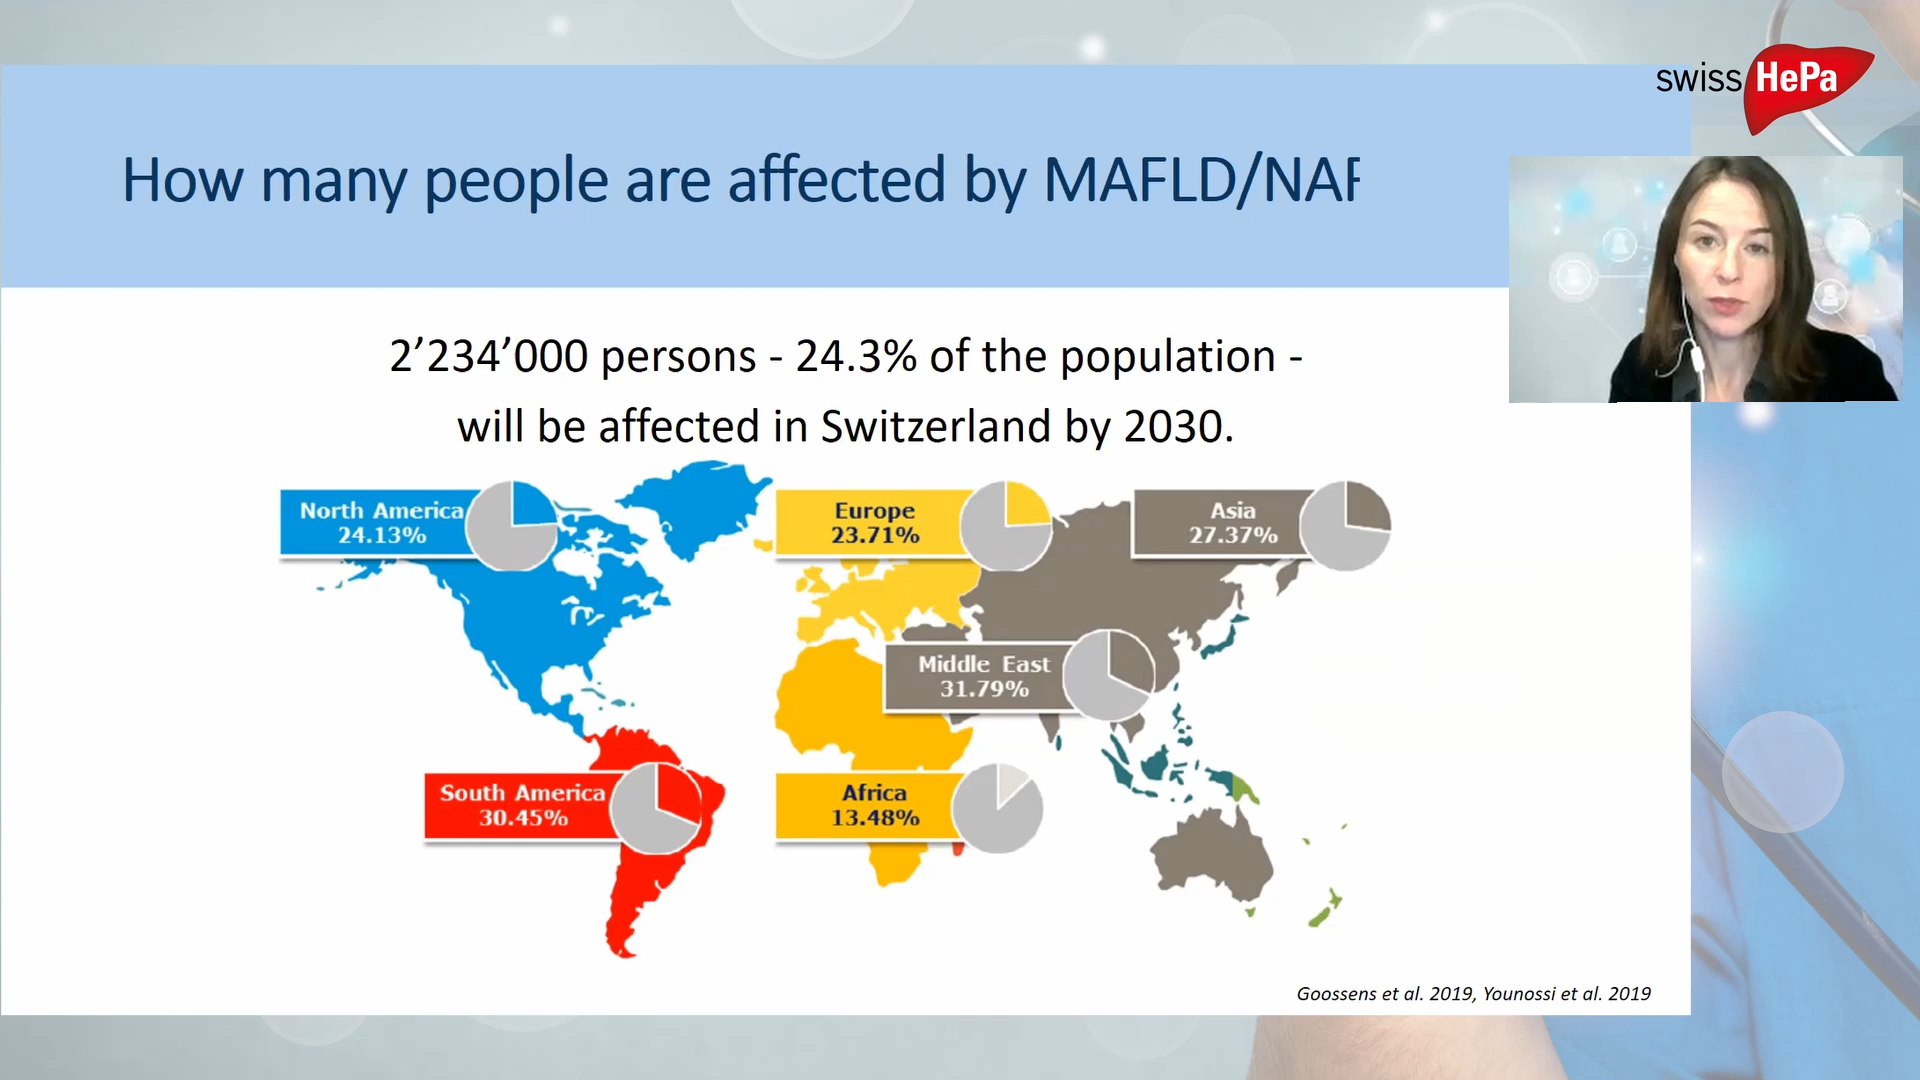 swiss HePa
How many people are affected by MAFLD/NAF
2’234’000 persons - 24.3% of the population -
will be affected in Switzerland by 2030.
North America
24.13%
Europe
23.71%
Asia
27.37%
Middle East
31.79%
South America
30.45%
Africa
13.48%
Goossens et al. 2019, Younossi et al. 2019